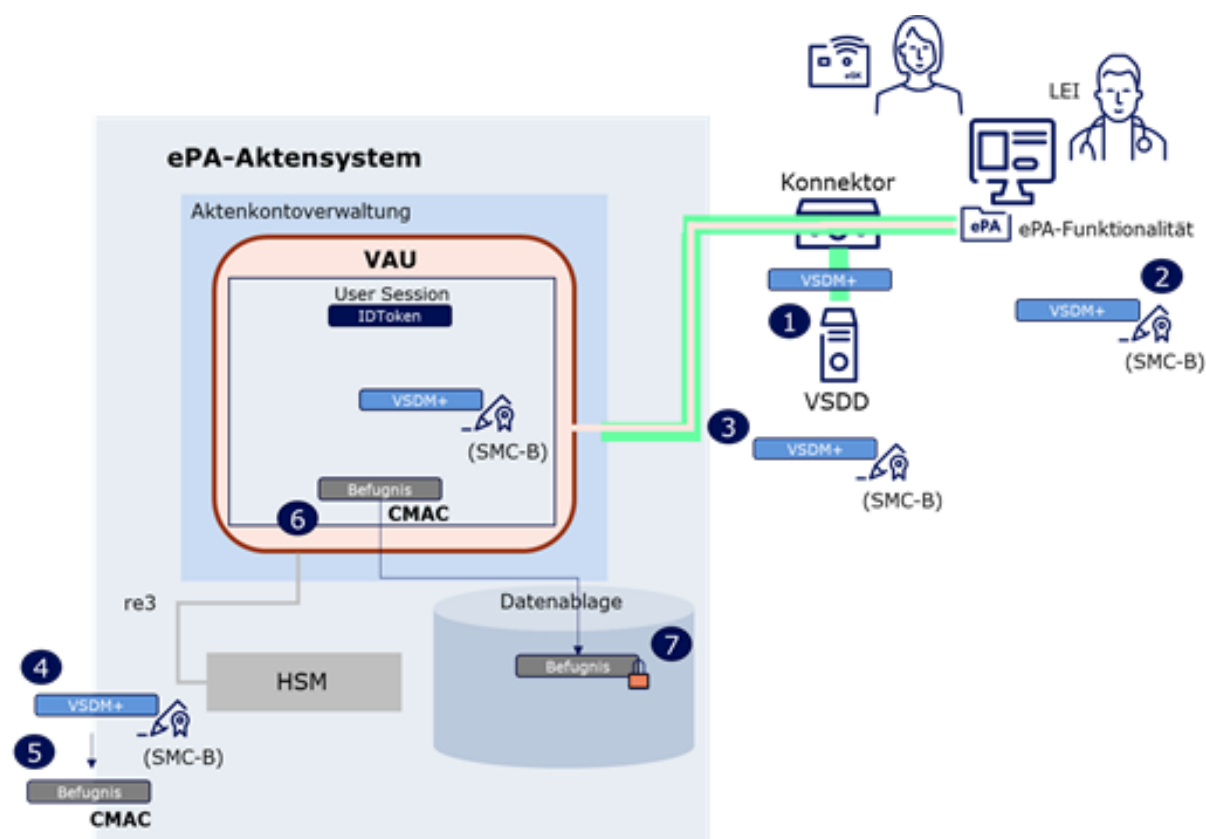 eGK
LEI
ePA-Aktensystem
Konnektor
Aktenkontoverwaltung
ePA
ePA-Funktionalität
VAU
VSDM+
2
User Session
IDToken
1
VSDM+
(SMC-B)
VSDM+
VSDD
3
(SMC-B)
VSDM+
(SMC-B)
Befugnis
6
CMAC
re3
Datenablage
7
4
HSM
Befugnis
VSDM+
5
(SMC-B)
Befugnis
CMAC